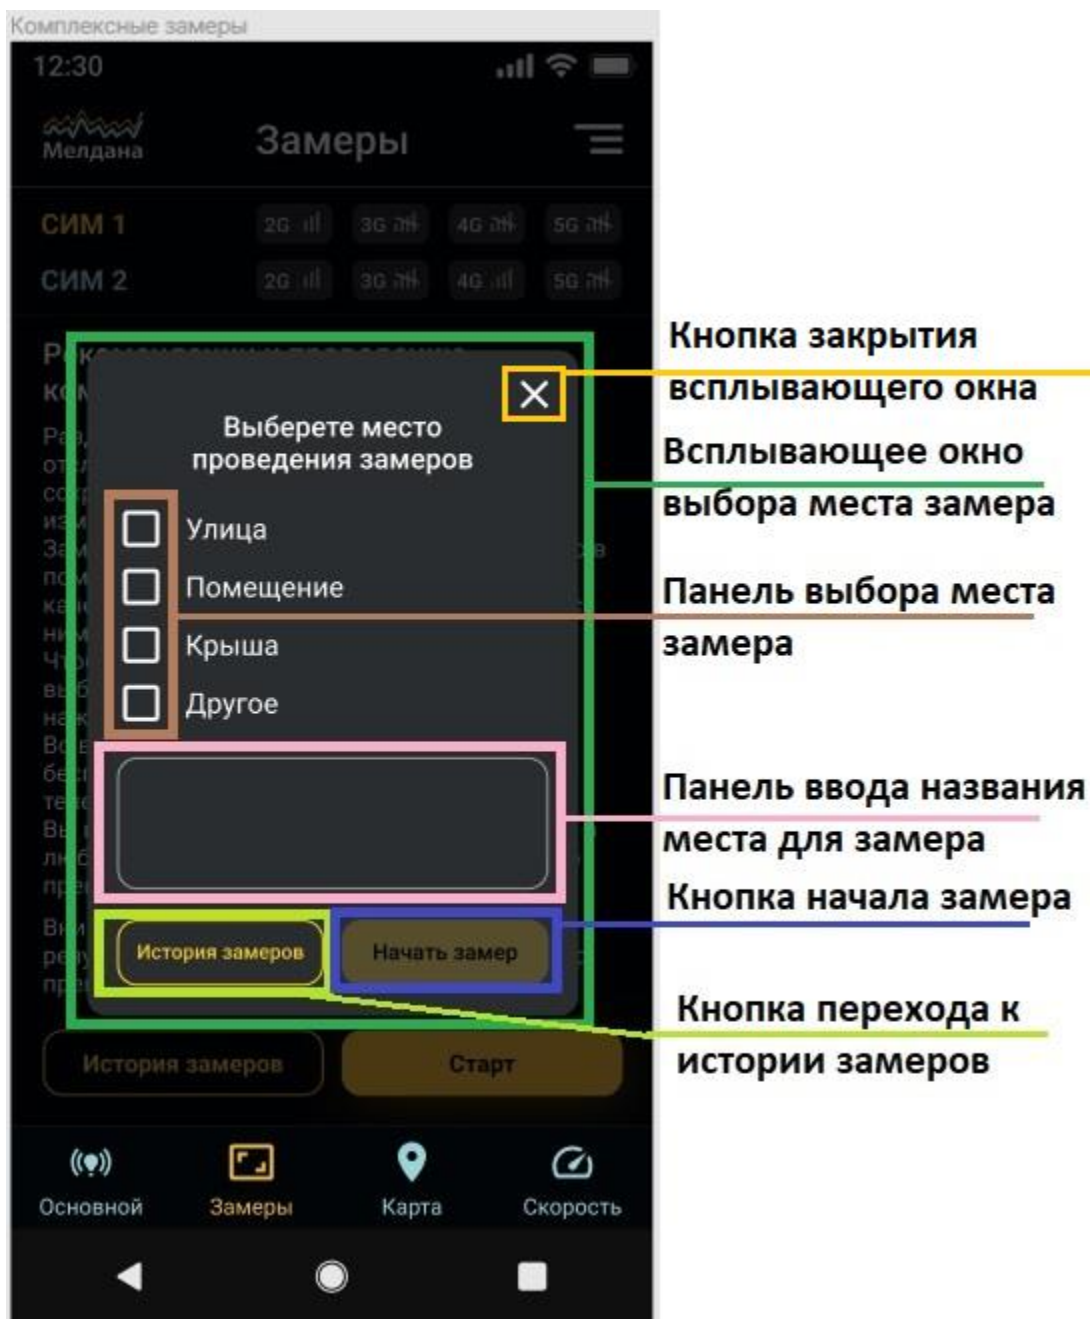 Комплексные замеры
12:30
Мелдана
Замеры
СИМ 1
2G
3G
4G
5G
СИМ 2
2G
3G
4G
5G
Кнопка закрытия
всплывающего окна
Выберете место
проведения замеров
Всплывающее окно
выбора места замера
Улица
Помещение
Крыша
Другое
Панель выбора места
замера
Панель ввода названия
места для замера
Кнопка начала замера
История замеров
Начать замер
Кнопка перехода к
истории замеров
История замеров
Старт
Основной
Замеры
Карта
Скорость